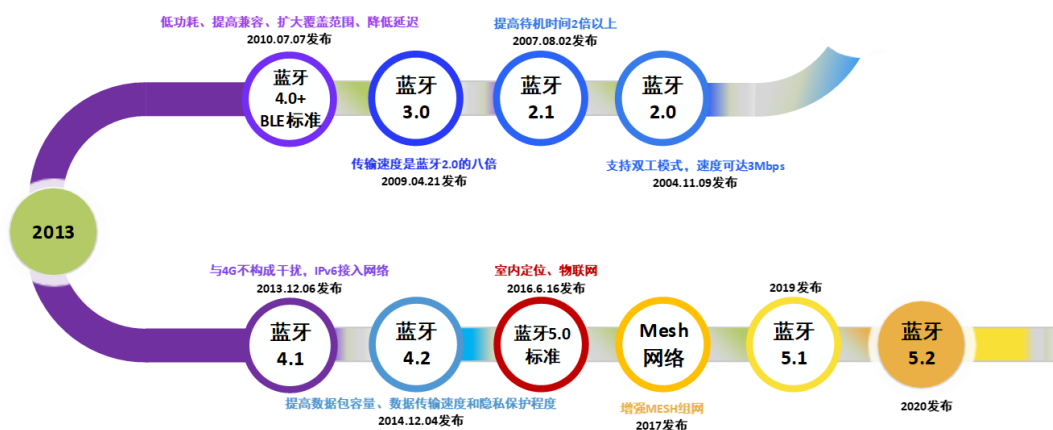 低功耗、提高兼容、扩大覆盖范围、降低延迟
2010.07.07发布
提高待机时间2倍以上
2007.08.02发布
蓝牙
4.0+
BLE标准
蓝牙
3.0
蓝牙
2.1
蓝牙
2.0
传输速度是蓝牙2.0的八倍
2009.04.21发布
支持双工模式，速度可达3Mbps
2004.11.09发布
2013
与4G不构成干扰，IPv6接入网络
2013.12.06发布
室内定位、物联网
2016.6.16发布
2019发布
蓝牙
4.1
蓝牙
4.2
蓝牙5.0
标准
Mesh
网络
蓝牙
5.1
蓝牙
5.2
提高数据包容量、数据传输速度和隐私保护程度
2014.12.04发布
增强MESH组网
2017发布
2020发布